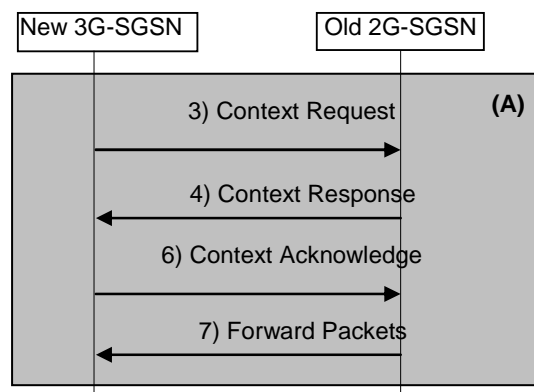 New 3G-SGSN
Old 2G-SGSN
(A)
3) Context Request
4) Context Response
6) Context Acknowledge
7) Forward Packets